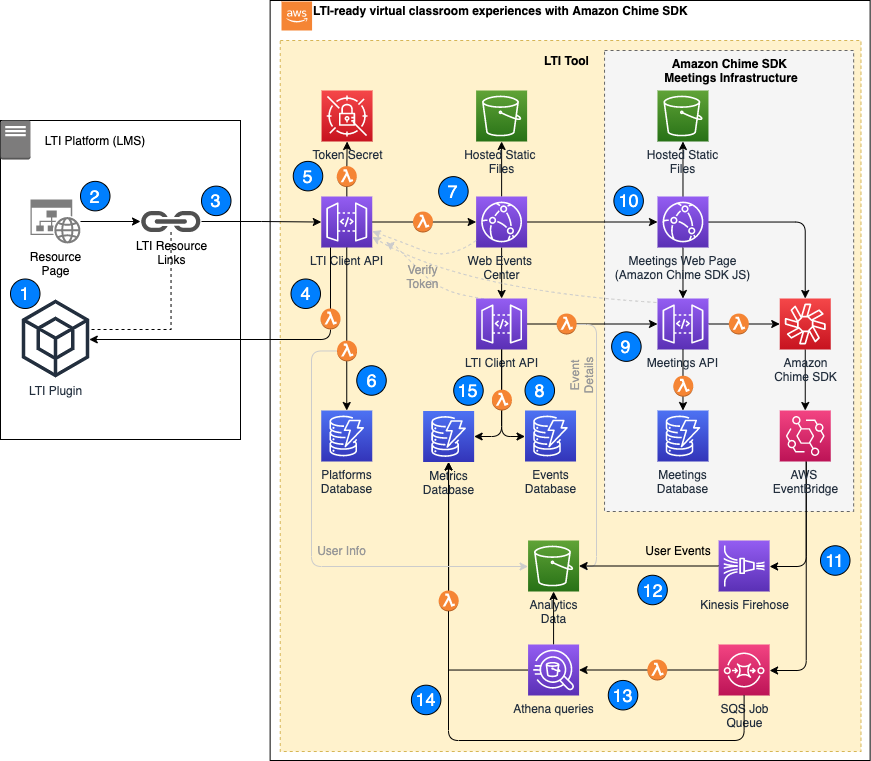 aws
LTI-ready virtual classroom experiences with Amazon Chime SDK
LTI Tool
Amazon Chime SDK
Meetings Infrastructure
LTI Platform (LMS)
Token Secret
Hosted Static
Files
Hosted Static
Files
5
λ
2
3
7
10
λ
Resource
Page
LTI Resource
Links
LTI Client API
Web Events
Center
Meetings Web Page
(Amazon Chime SDK JS)
Verify
Token
1
4
λ
λ
9
λ
LTI Plugin
λ
6
LTI Client API
Meetings API
Amazon
Chime SDK
Event
Details
15
8
λ
λ
Platforms
Database
Metrics
Database
Events
Database
Meetings
Database
AWS
EventBridge
User Info
User Events
11
12
Analytics
Data
Kinesis Firehose
λ
λ
14
13
Athena queries
SQS Job
Queue